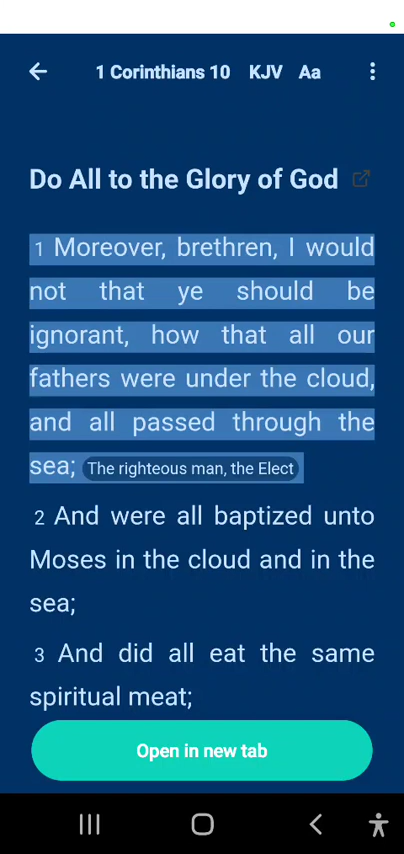 1 Corinthians 10 KJV Aa
Do All to the Glory of God
1 Moreover, brethren, I would
not that ye should be
ignorant, how that all our
fathers were under the cloud,
and all passed through the
sea; The righteous man, the Elect
2 And were all baptized unto
Moses in the cloud and in the
sea;
3 And did all eat the same
spiritual meat;
Open in new tab